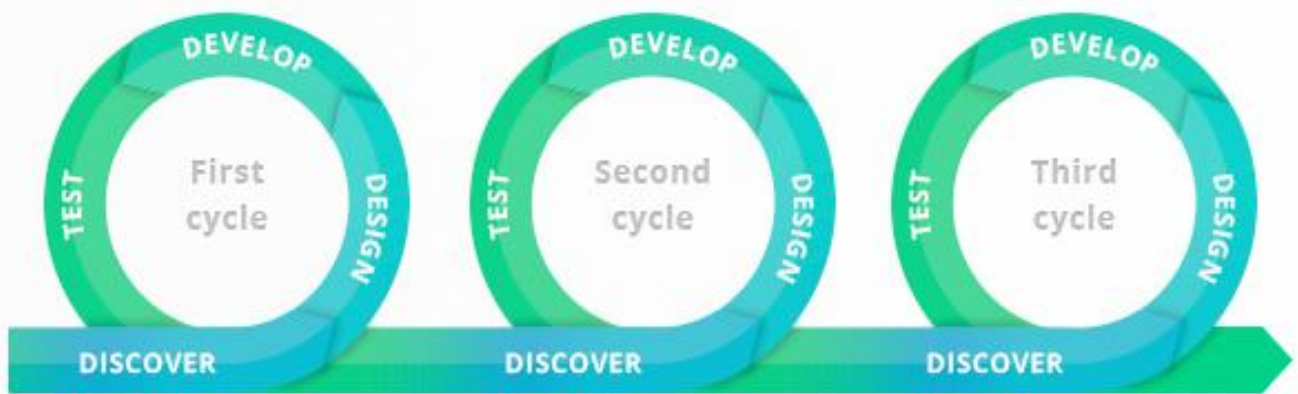 DEVELOP
TEST
First
cycle
DESIGN
DISCOVER
DEVELOP
TEST
Second
cycle
DESIGN
DISCOVER
DEVELOP
TEST
Third
cycle
DESIGN
DISCOVER